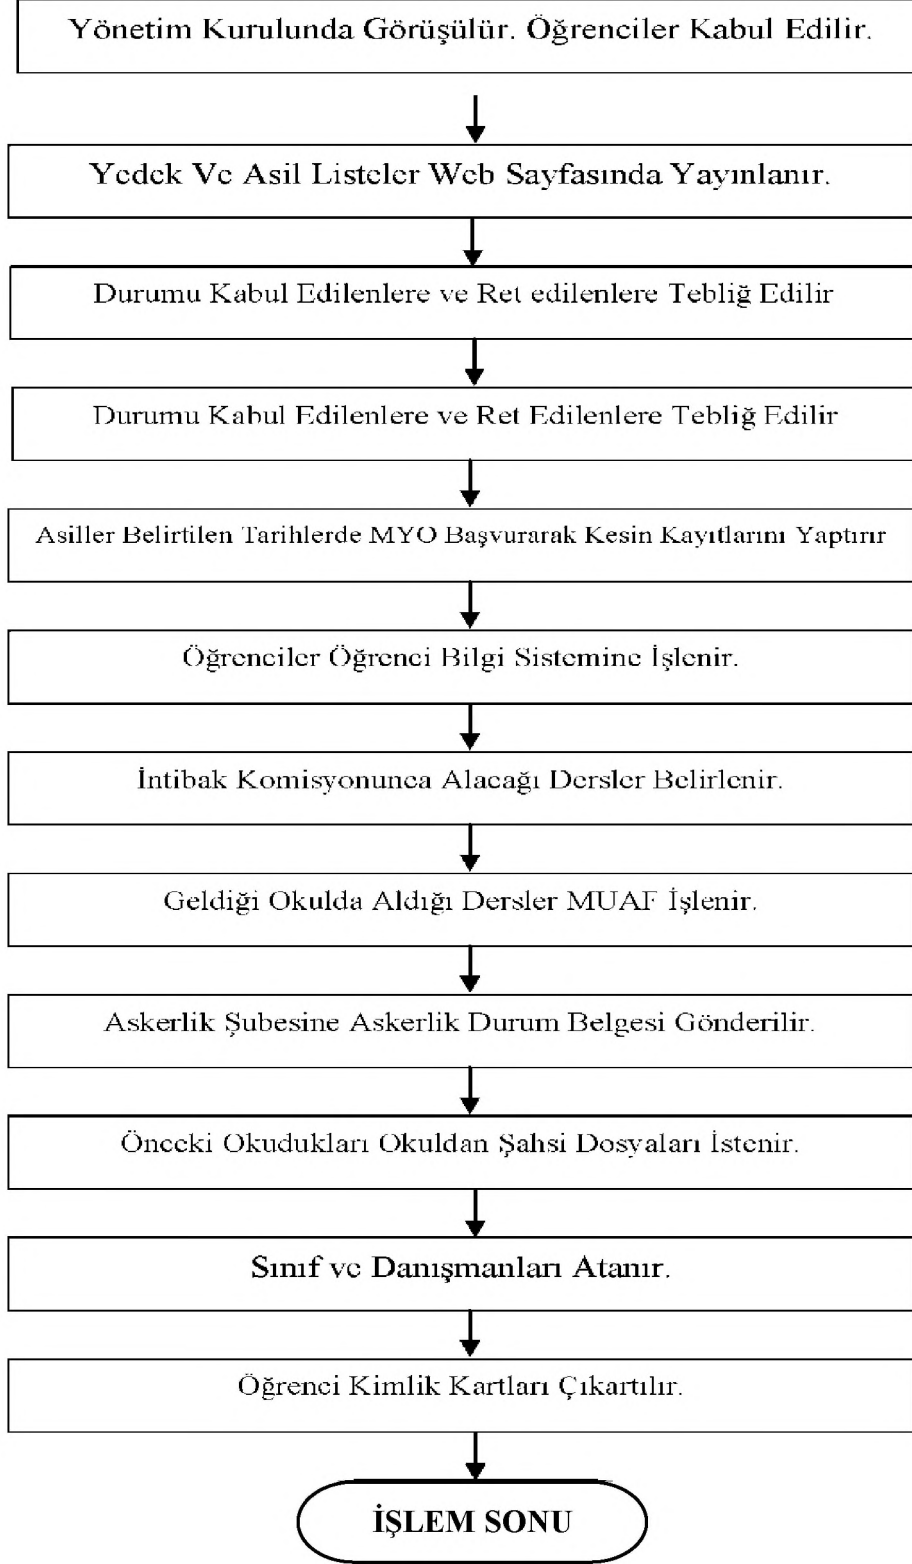 Yönetim Kurulunda Görüşülür. Öğrenciler Kabul Edilir.
Yedek Ve Asil Listeler Web Sayfasında Yayınlanır.
Durumu Kabul Edilenlere ve Ret edilenlere Tebliğ Edilir
Durumu Kabul Edilenlere ve Ret Edilenlere Tebliğ Edilir
Asiller Belirtilen Tarihlerde MYO Başvurarak Kesin Kayıtlarını Yaptırır
Öğrenciler Öğrenci Bilgi Sistemine İşlenir.
İntibak Komisyonunca Alacağı Dersler Belirlenir.
Geldiği Okulda Aldığı Dersler MUAF İşlenir.
Askerlik Şubesine Askerlik Durum Belgesi Gönderilir.
Önceki Okudukları Okuldan Şahsi Dosyaları İstenir.
Sınıf ve Danışmanları Atanır.
Öğrenci Kimlik Kartları Çıkartılır.
İŞLEM SONU